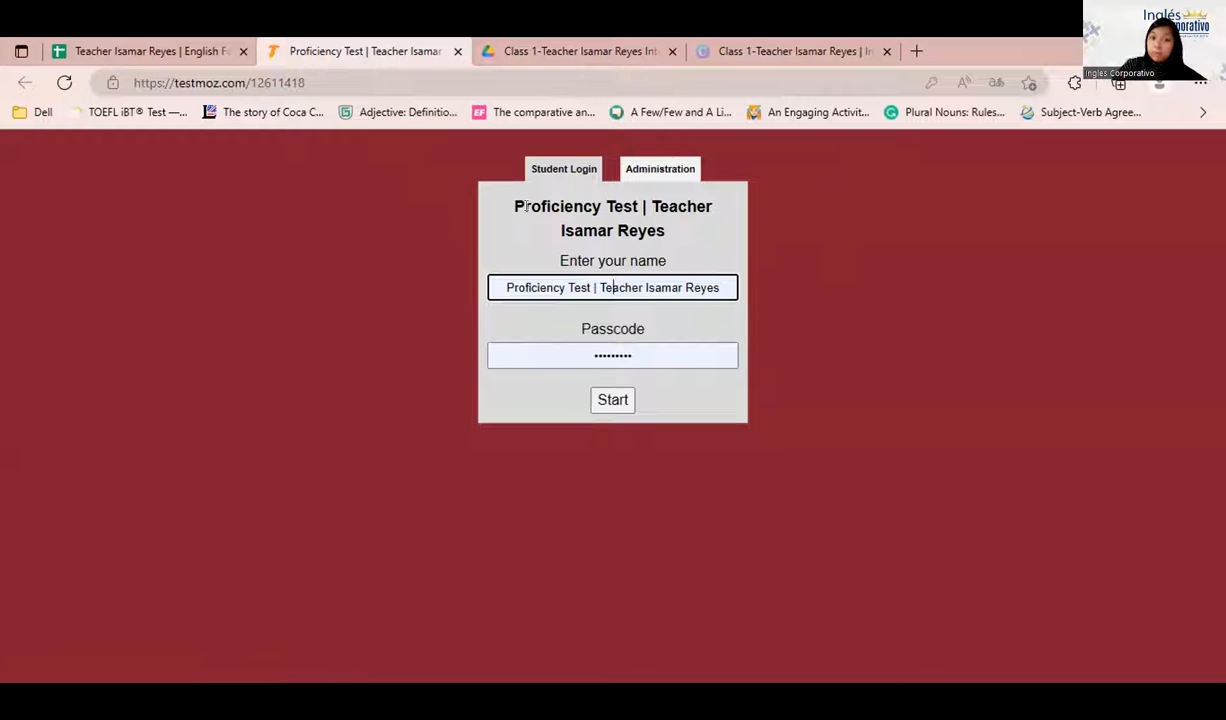 Inglés
Corporativo
Inglés Corporativo
Teacher Isamar Reyes | English Fo
Proficiency Test | Teacher Isamar
Class 1-Teacher Isamar Reyes Int
Class 1-Teacher Isamar Reyes | In
https://testmoz.com/12611418
Dell
TOEFL iBT® Test —...
The story of Coca C...
Adjective: Definitio...
The comparative an...
A Few/Few and A Li...
An Engaging Activit...
Plural Nouns: Rules...
Subject-Verb Agree...
Student Login
Administration
Proficiency Test | Teacher
Isamar Reyes
Enter your name
Proficiency Test | Teacher Isamar Reyes
Passcode
•••••••••
Start